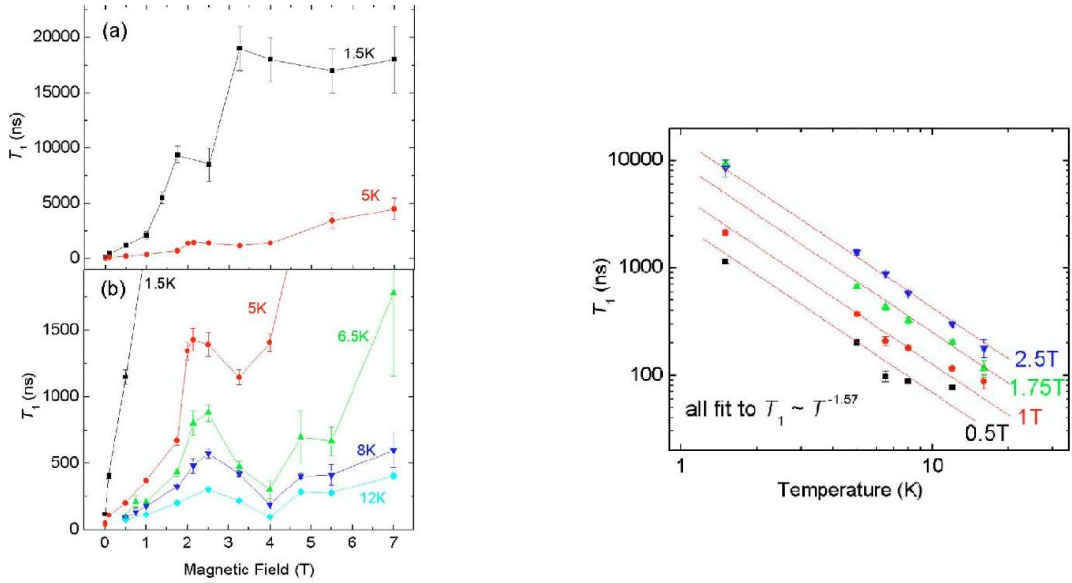 (a)
20000
15000
10000
5000
0
T₁ (ns)
1.5K
5K
(b)
1500
1000
500
0
T₁ (ns)
1.5K
5K
6.5K
8K
12K
0 1 2 3 4 5 6 7
Magnetic Field (T)
10000
1000
100
T₁ (ns)
2.5T
1.75T
1T
0.5T
all fit to T₁ ~ T⁻¹·⁵⁷
1 10
Temperature (K)